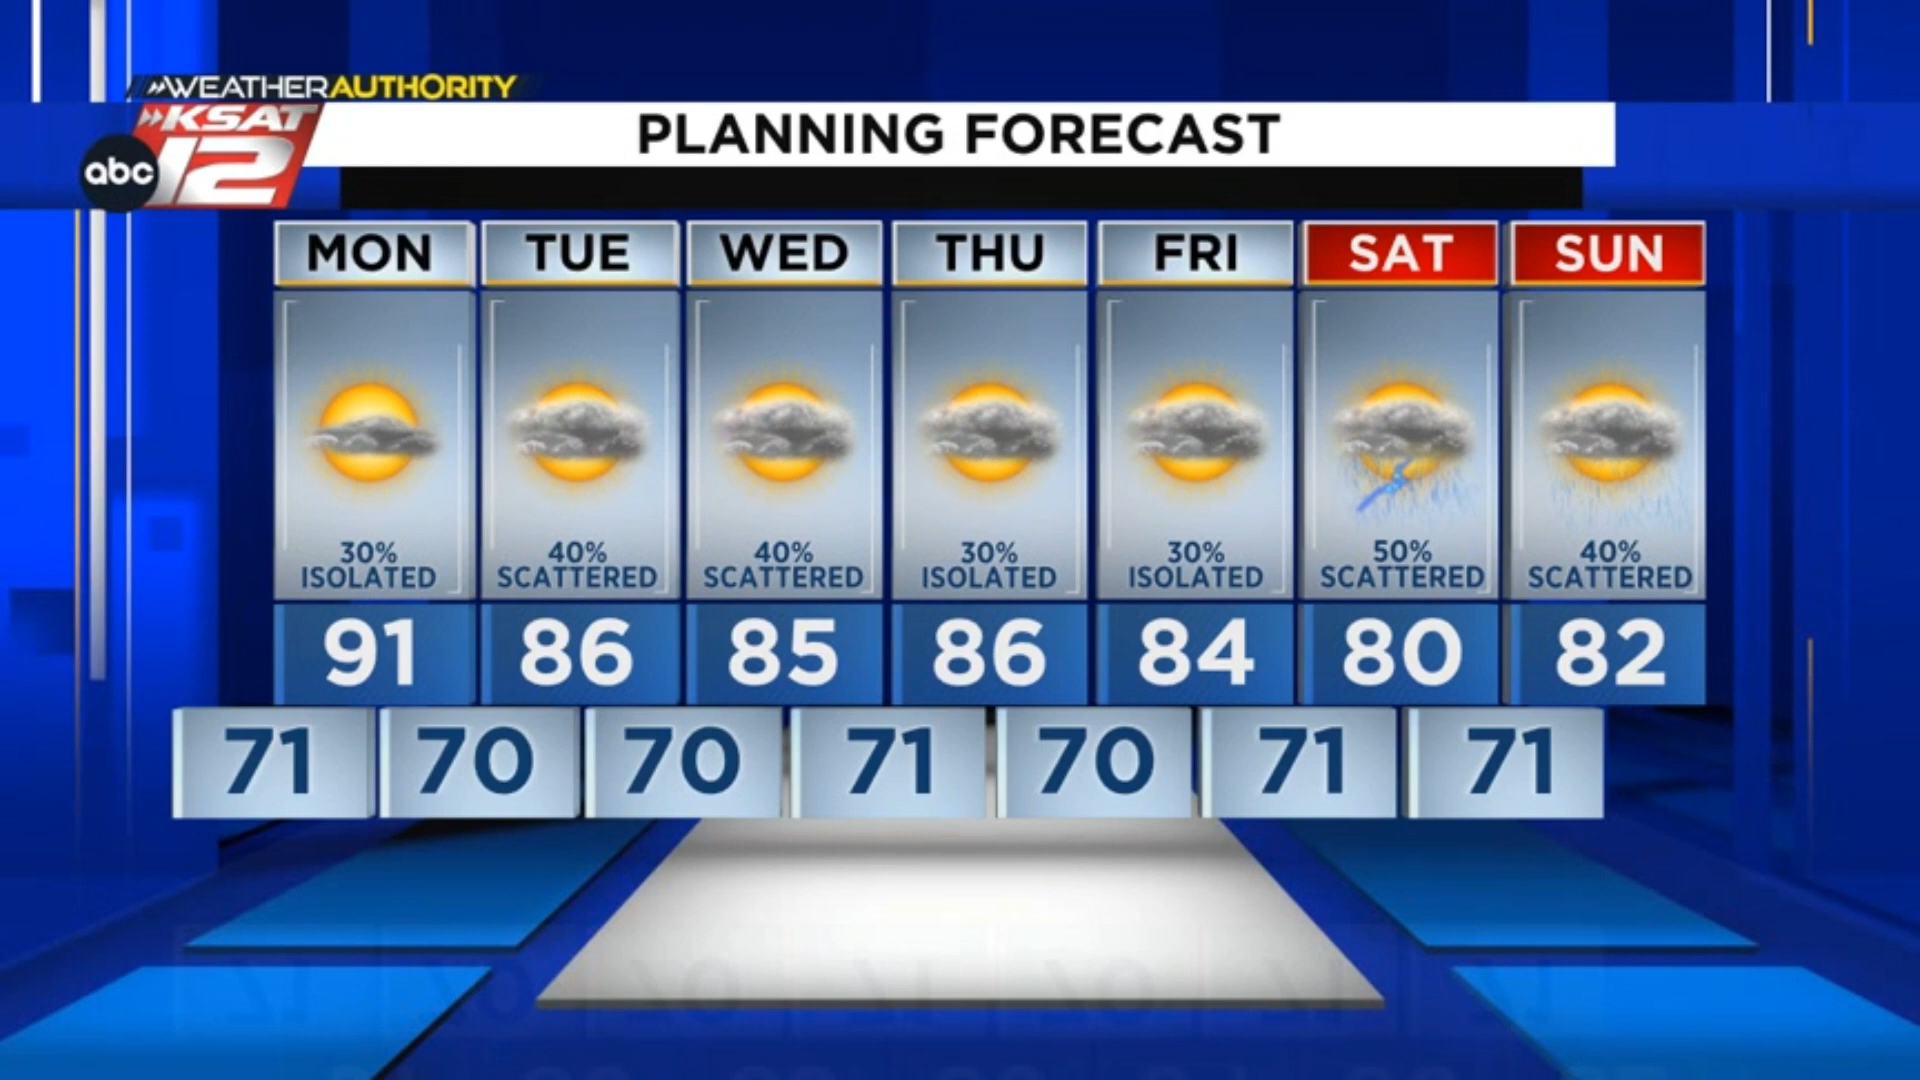 WEATHERAUTHORITY
KSAT
abc 12
PLANNING FORECAST
MON TUE WED THU FRI SAT SUN
30% 40% 40% 30% 30% 50% 40%
ISOLATED SCATTERED SCATTERED ISOLATED ISOLATED SCATTERED SCATTERED
91 86 85 86 84 80 82
71 70 70 71 70 71 71